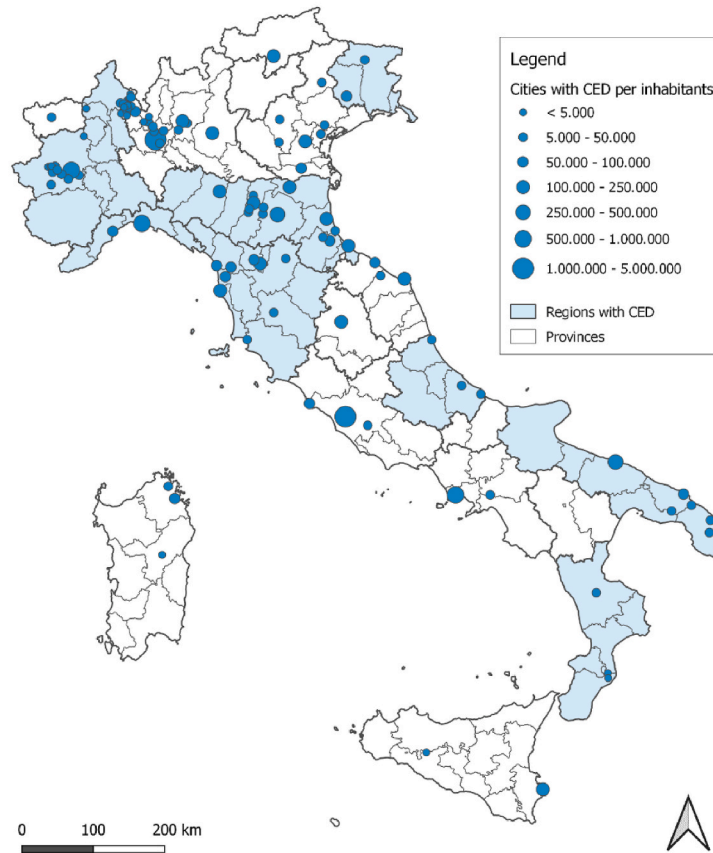 Legend
Cities with CED per inhabitants
< 5.000
5.000 - 50.000
50.000 - 100.000
100.000 - 250.000
250.000 - 500.000
500.000 - 1.000.000
1.000.000 - 5.000.000
Regions with CED
Provinces
0 100 200 km